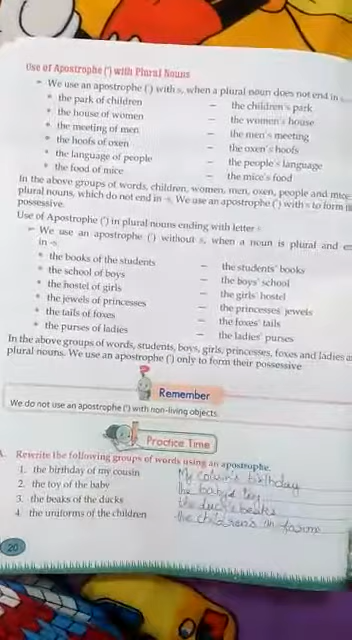 Use of Apostrophe (') with Plural Nouns
We use an apostrophe (') with s, when a plural noun does not end in
• the park of children – the children's park
• the house of women – the women's house
• the meeting of men – the men's meeting
• the hoofs of oxen – the oxen's hoofs
• the language of people – the people's language
• the food of mice – the mice's food
In the above groups of words, children, women, men, oxen, people and mice
plural nouns, which do not end in -s. We use an apostrophe (') with s to form
possessive.
Use of Apostrophe (') in plural nouns ending with letter s
We use an apostrophe (') without s, when a noun is plural and
in -s.
• the books of the students – the students' books
• the school of boys – the boys' school
• the hostel of girls – the girls' hostel
• the jewels of princesses – the princesses' jewels
• the tails of foxes – the foxes' tails
• the purses of ladies – the ladies' purses
In the above groups of words, students, boys, girls, princesses, foxes and ladies
plural nouns. We use an apostrophe (') only to form their possessive
Remember
We do not use an apostrophe (') with non-living objects.
Practice Time
A. Rewrite the following groups of words using an apostrophe.
1. the birthday of my cousin My cousin's birthday
2. the toy of the baby the baby's toy
3. the beaks of the ducks the duck's beaks
4. the uniforms of the children the children's
20